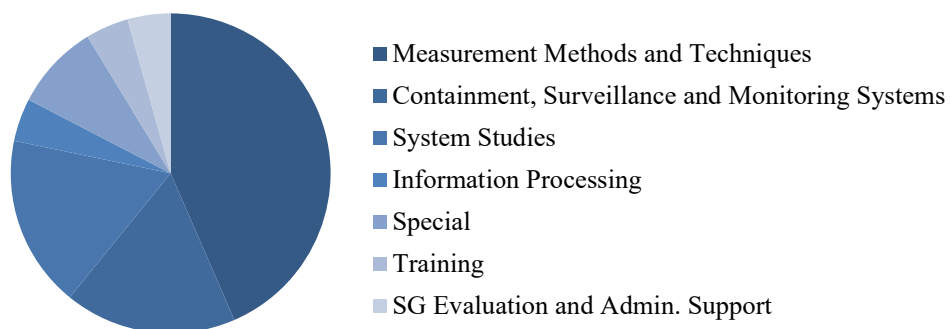 Measurement Methods and Techniques
Containment, Surveillance and Monitoring Systems
System Studies
Information Processing
Special
Training
SG Evaluation and Admin. Support